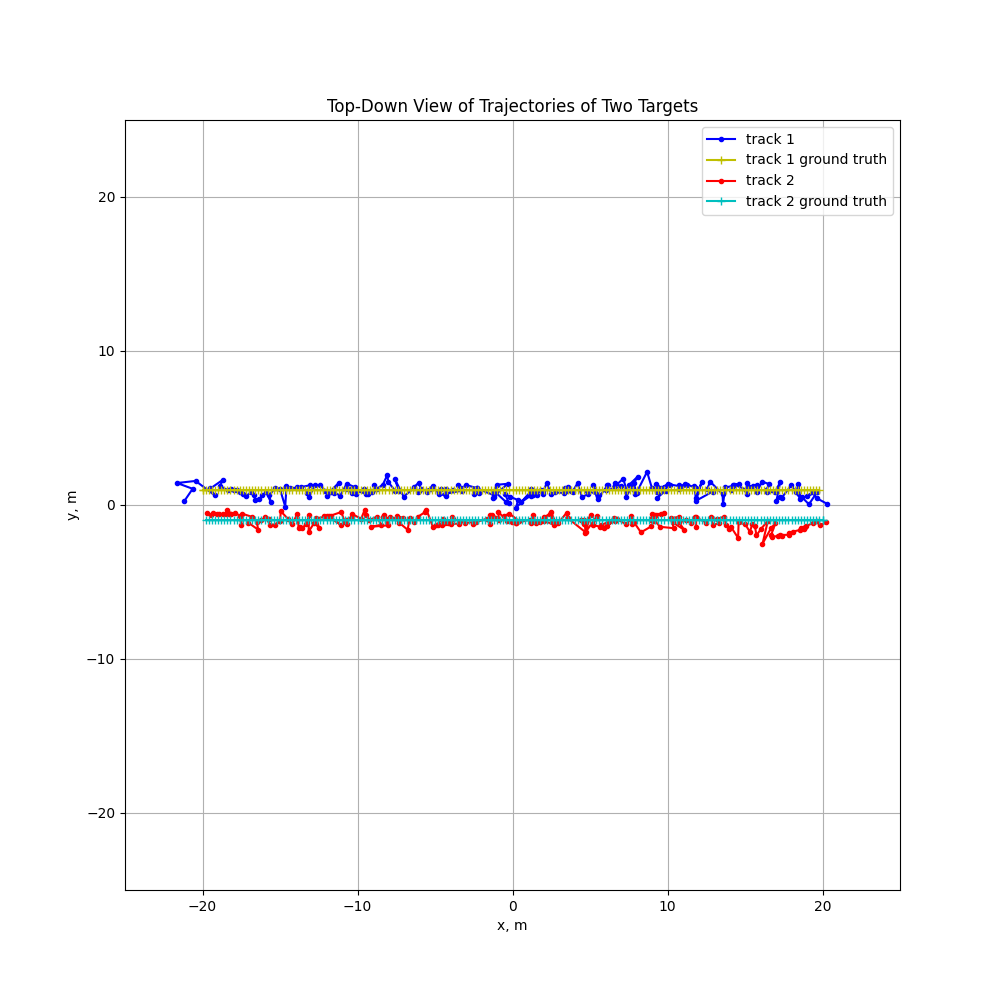 Top-Down View of Trajectories of Two Targets
track 1
track 1 ground truth
track 2
track 2 ground truth
20
10
0
−10
−20
y, m
−20 −10 0 10 20
x, m